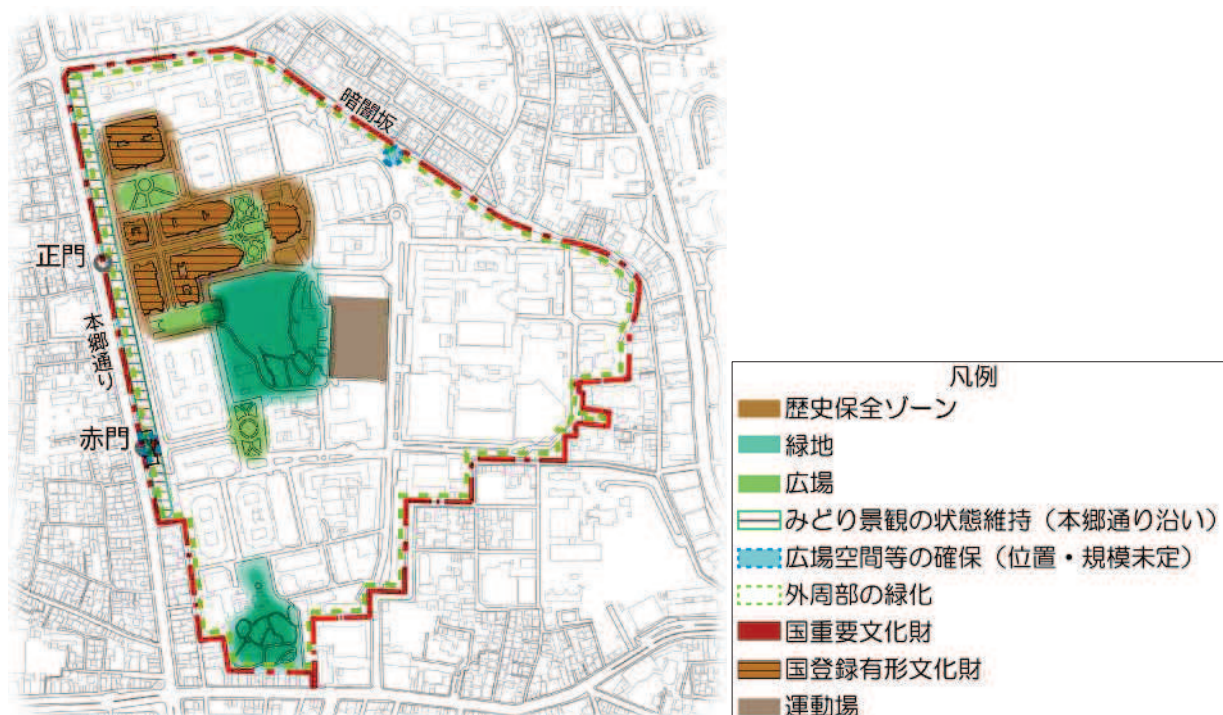 暗闇坂
正門
本郷通り
赤門
凡例
歴史保全ゾーン
緑地
広場
みどり景観の状態維持（本郷通り沿い）
広場空間等の確保（位置・規模未定）
外周部の緑化
国重要文化財
国登録有形文化財
運動場